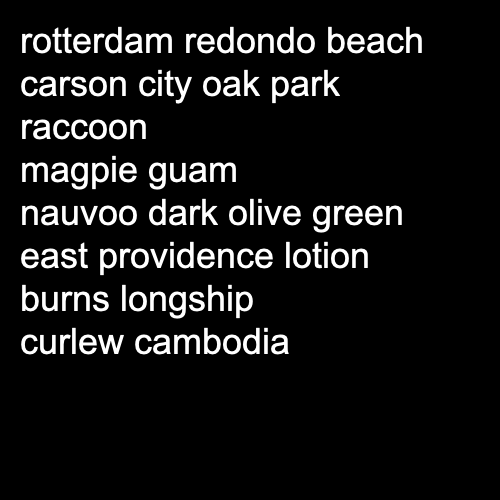 rotterdam redondo beach
carson city oak park
raccoon
magpie guam
nauvoo dark olive green
east providence lotion
burns longship
curlew cambodia